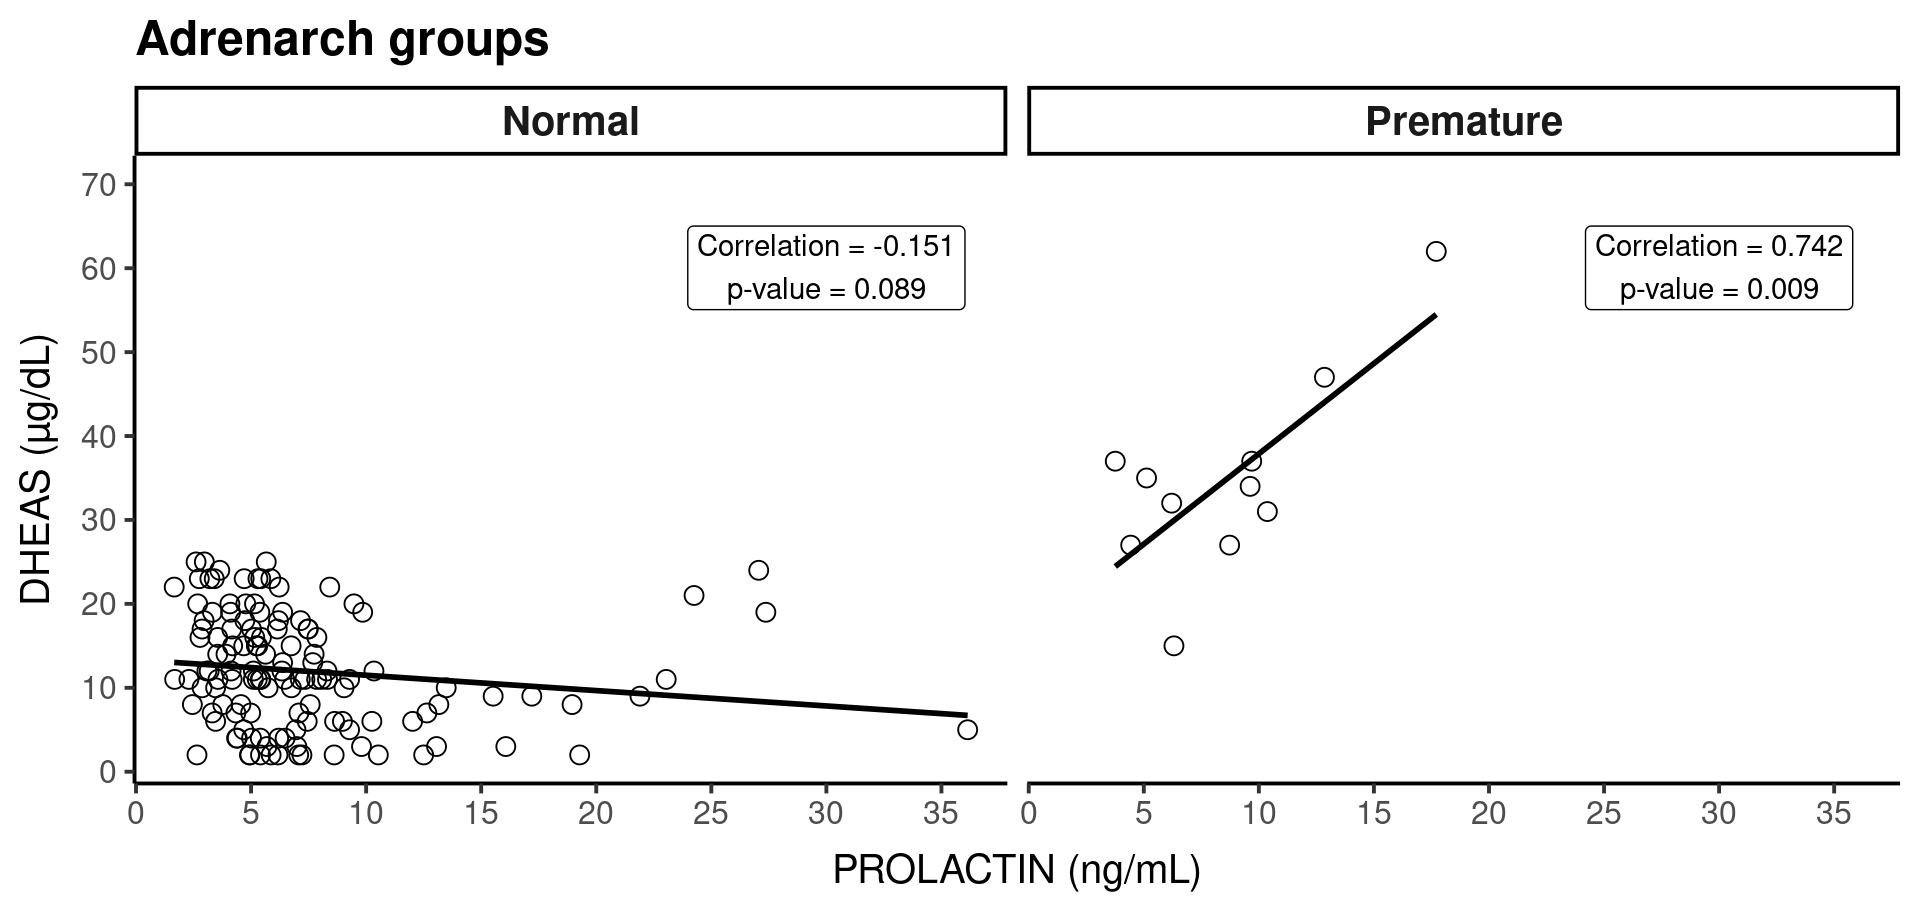 Adrenarch groups
Normal
Premature
70
60
50
40
30
20
10
0
Correlation = -0.151
p-value = 0.089
Correlation = 0.742
p-value = 0.009
DHEAS (µg/dL)
0 5 10 15 20 25 30 35
0 5 10 15 20 25 30 35
PROLACTIN (ng/mL)